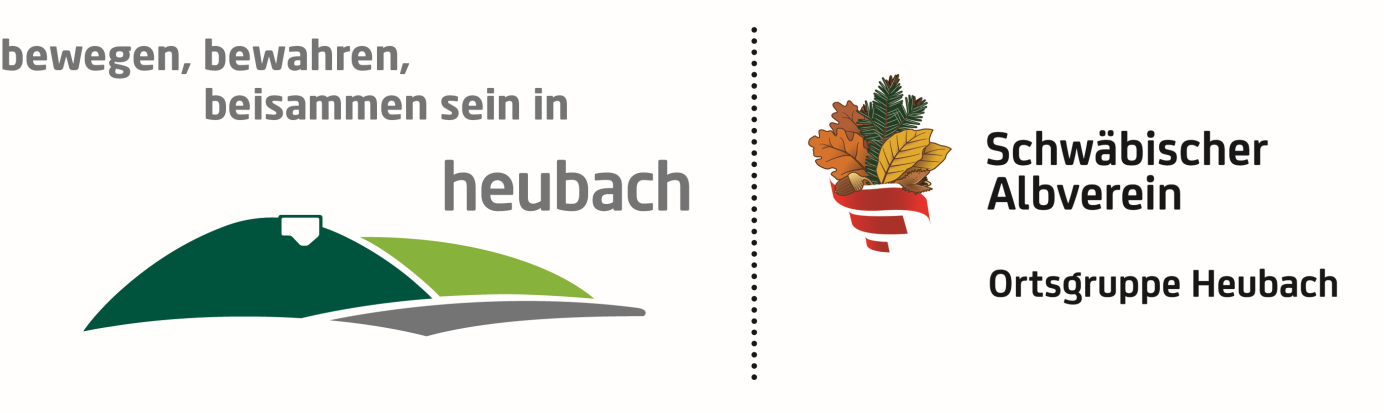 bewegen, bewahren,
beisammen sein in
heubach
Schwäbischer
Albverein
Ortsgruppe Heubach